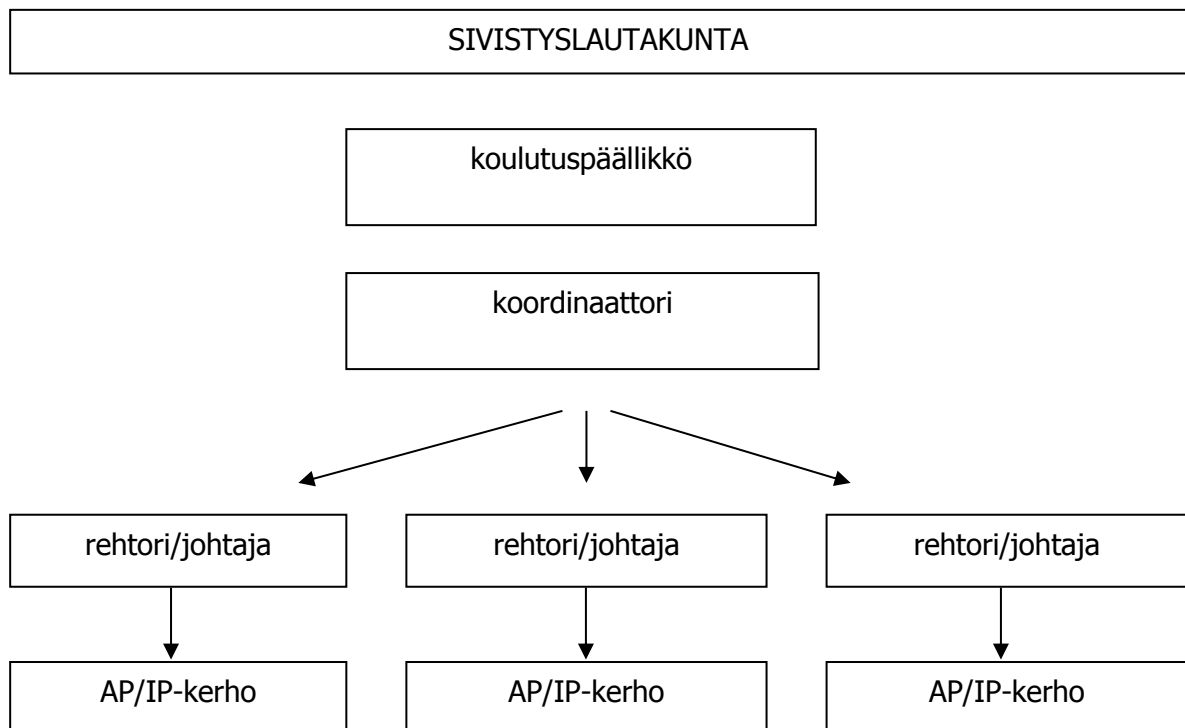 SIVISTYSLAUTAKUNTA
koulutuspäällikkö
koordinaattori
rehtori/johtaja
rehtori/johtaja
rehtori/johtaja
AP/IP-kerho
AP/IP-kerho
AP/IP-kerho